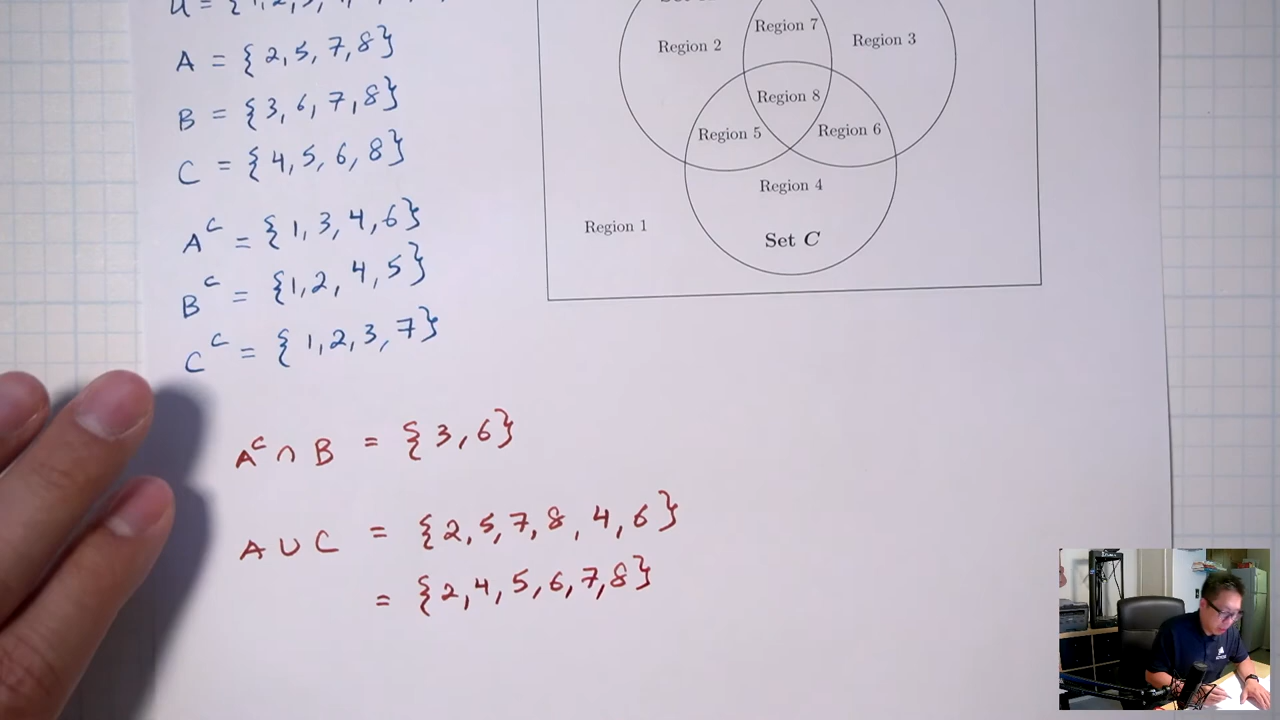 A = {2,5,7,8}
B = {3,6,7,8}
C = {4,5,6,8}
A^c = {1,3,4,6}
B^c = {1,2,4,5}
C^c = {1,2,3,7}
A^c ∩ B = {3,6}
A ∪ C = {2,5,7,8,4,6}
= {2,4,5,6,7,8}
Region 7
Region 2
Region 3
Region 8
Region 5
Region 6
Region 4
Region 1
Set C